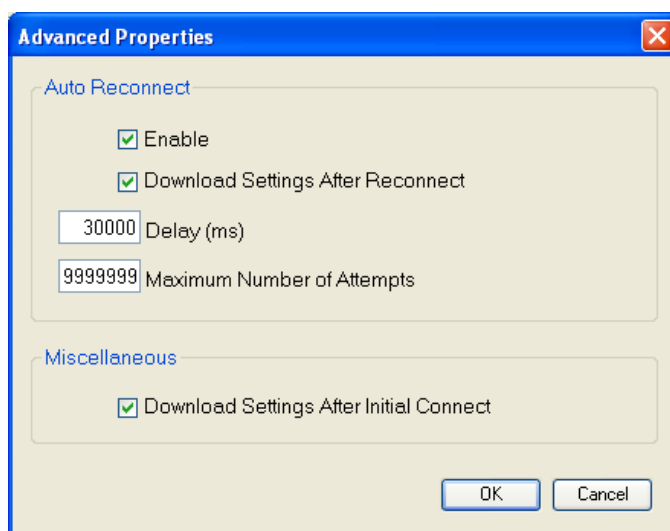 Advanced Properties
Auto Reconnect
Enable
Download Settings After Reconnect
30000 Delay (ms)
9999999 Maximum Number of Attempts
Miscellaneous
Download Settings After Initial Connect
OK Cancel